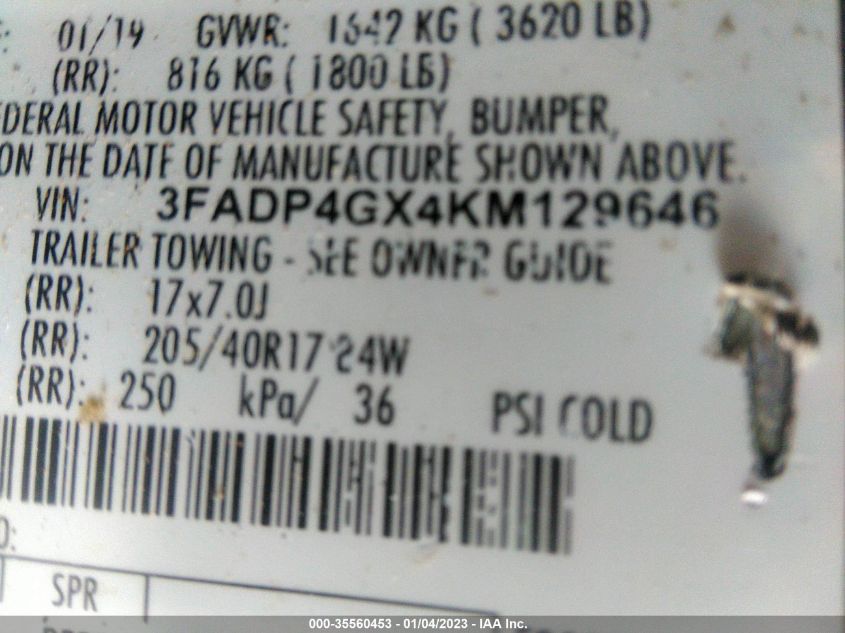 01/19 GVWR: 1642 KG ( 3620 LB)
(RR): 816 KG ( 1800 LB)
FEDERAL MOTOR VEHICLE SAFETY, BUMPER,
ON THE DATE OF MANUFACTURE SHOWN ABOVE.
VIN: 3FADP4GX4KM129646
TRAILER TOWING - SEE OWNER GUIDE
(RR): 17x7.0J
(RR): 205/40R17 84W
(RR): 250 kPa/ 36 PSI COLD
SPR
000-35560453 - 01/04/2023 - IAA Inc.